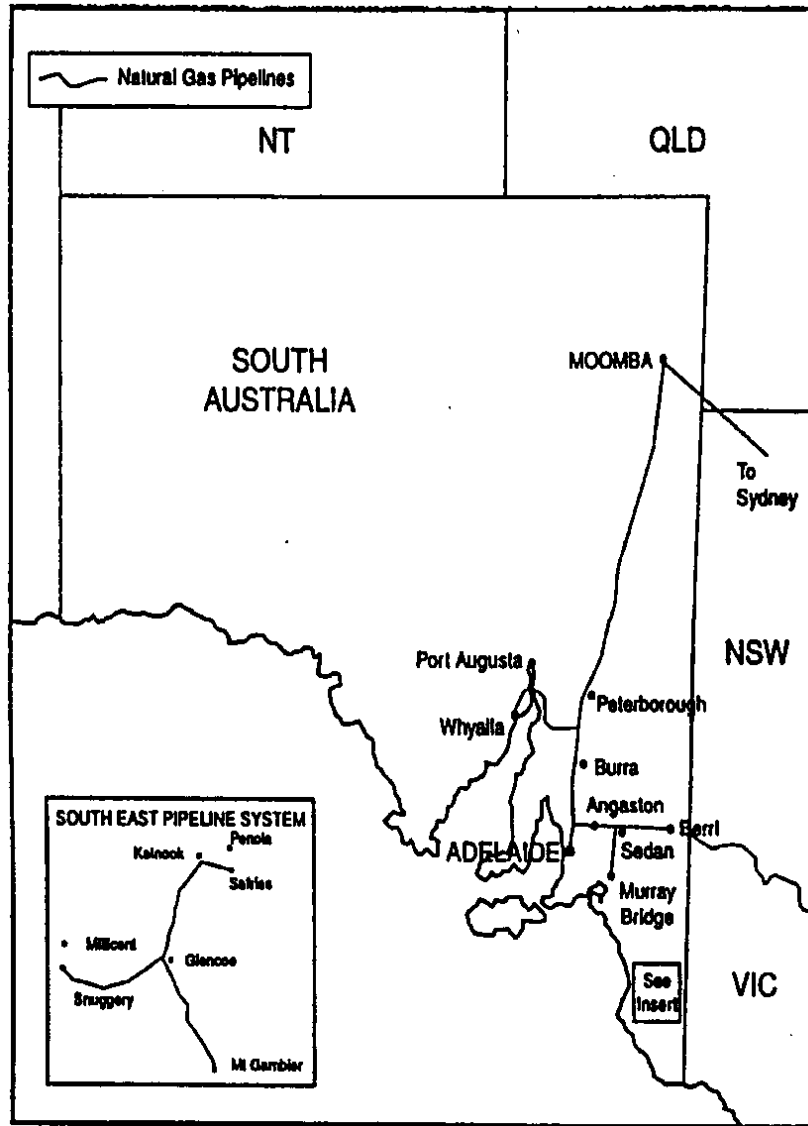 Natural Gas Pipelines
NT
QLD
SOUTH
AUSTRALIA
MOOMBA
To
Sydney
NSW
Port Augusta
Whyalla
Peterborough
Burra
Angaston
Berri
ADELAIDE
Sedan
Murray
Bridge
See
Insert
VIC
SOUTH EAST PIPELINE SYSTEM
Penola
Katnook
Safries
Millicent
Glencoe
Snuggery
Mt Gambier